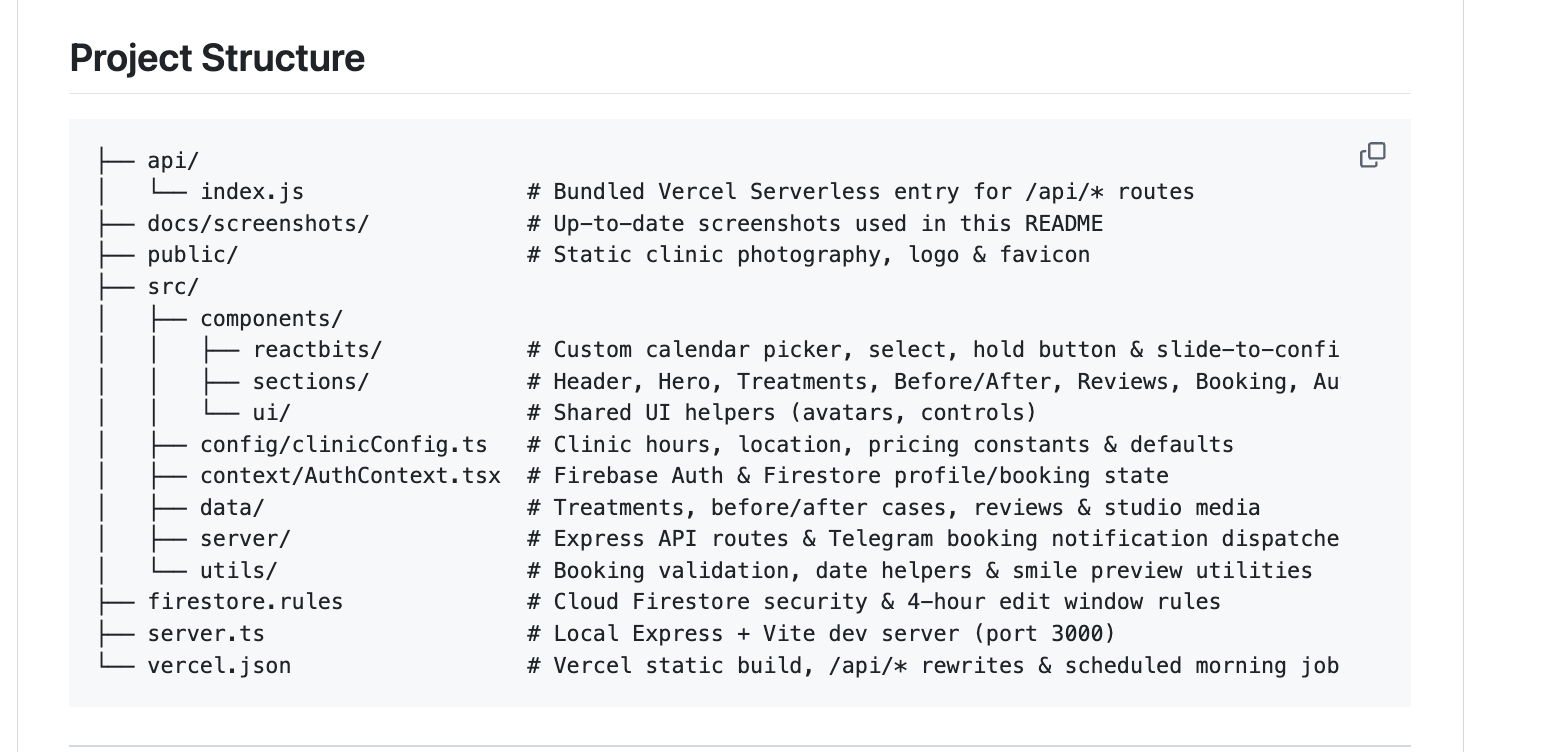 Project Structure
├── api/
│   └── index.js                 # Bundled Vercel Serverless entry for /api/* routes
├── docs/screenshots/            # Up-to-date screenshots used in this README
├── public/                      # Static clinic photography, logo & favicon
├── src/
│   ├── components/
│   │   ├── reactbits/           # Custom calendar picker, select, hold button & slide-to-confi
│   │   ├── sections/            # Header, Hero, Treatments, Before/After, Reviews, Booking, Au
│   │   └── ui/                  # Shared UI helpers (avatars, controls)
│   ├── config/clinicConfig.ts   # Clinic hours, location, pricing constants & defaults
│   ├── context/AuthContext.tsx  # Firebase Auth & Firestore profile/booking state
│   ├── data/                    # Treatments, before/after cases, reviews & studio media
│   ├── server/                  # Express API routes & Telegram booking notification dispatche
│   └── utils/                   # Booking validation, date helpers & smile preview utilities
├── firestore.rules              # Cloud Firestore security & 4-hour edit window rules
├── server.ts                    # Local Express + Vite dev server (port 3000)
└── vercel.json                  # Vercel static build, /api/* rewrites & scheduled morning job